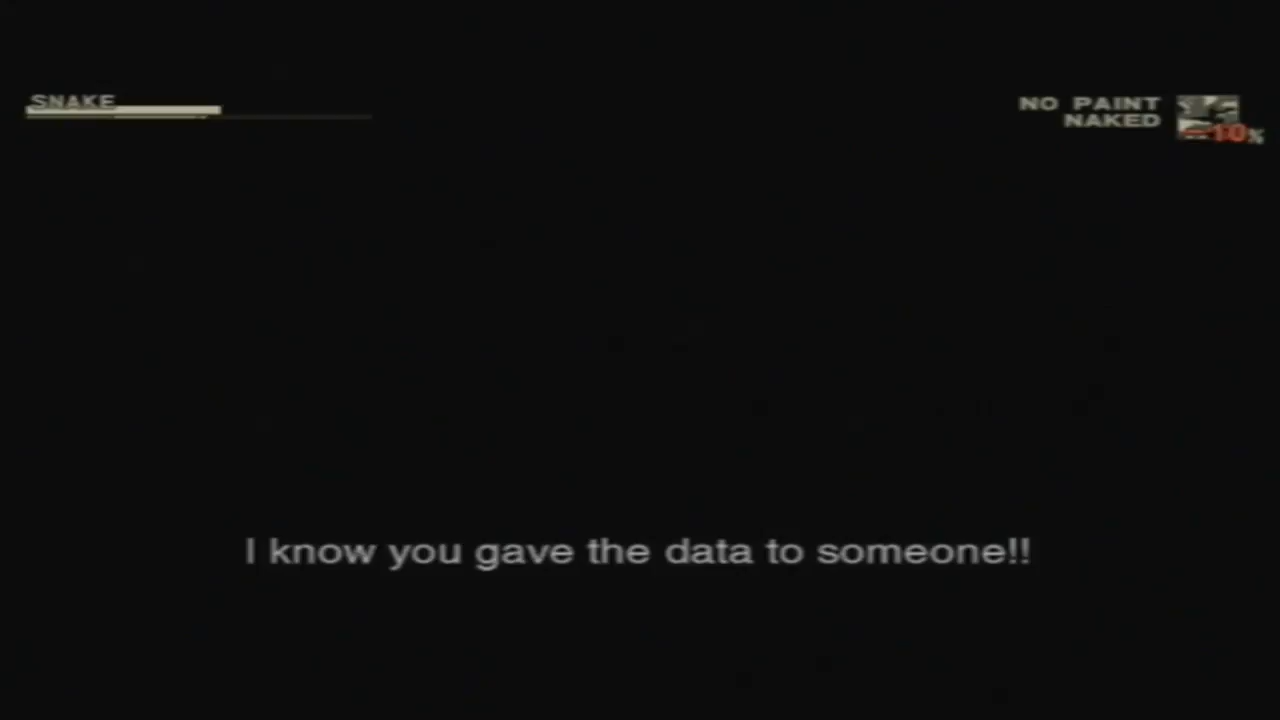 SNAKE
NO PAINT
NAKED
-10%
I know you gave the data to someone!!